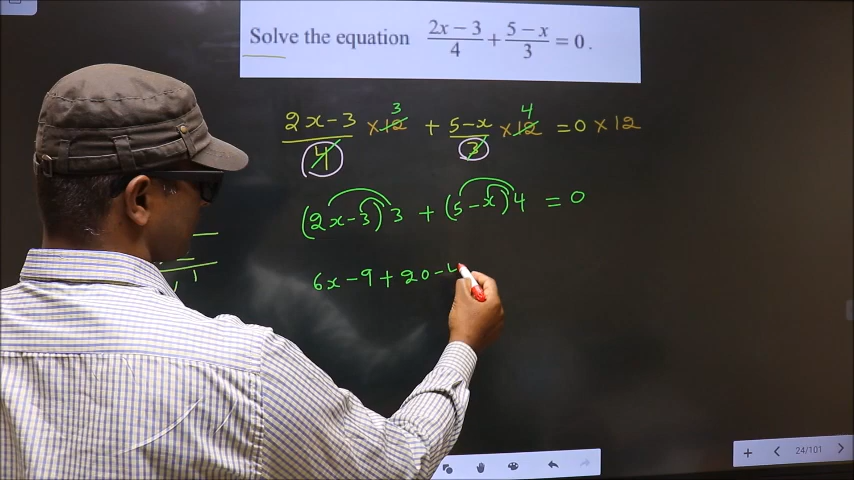 Solve the equation (2x − 3)/4 + (5 − x)/3 = 0.
(2x-3)/4 × 12 3 + (5-x)/3 × 12 4 = 0 × 12
(2x-3)3 + (5-x)4 = 0
6x-9+20-4
24/101